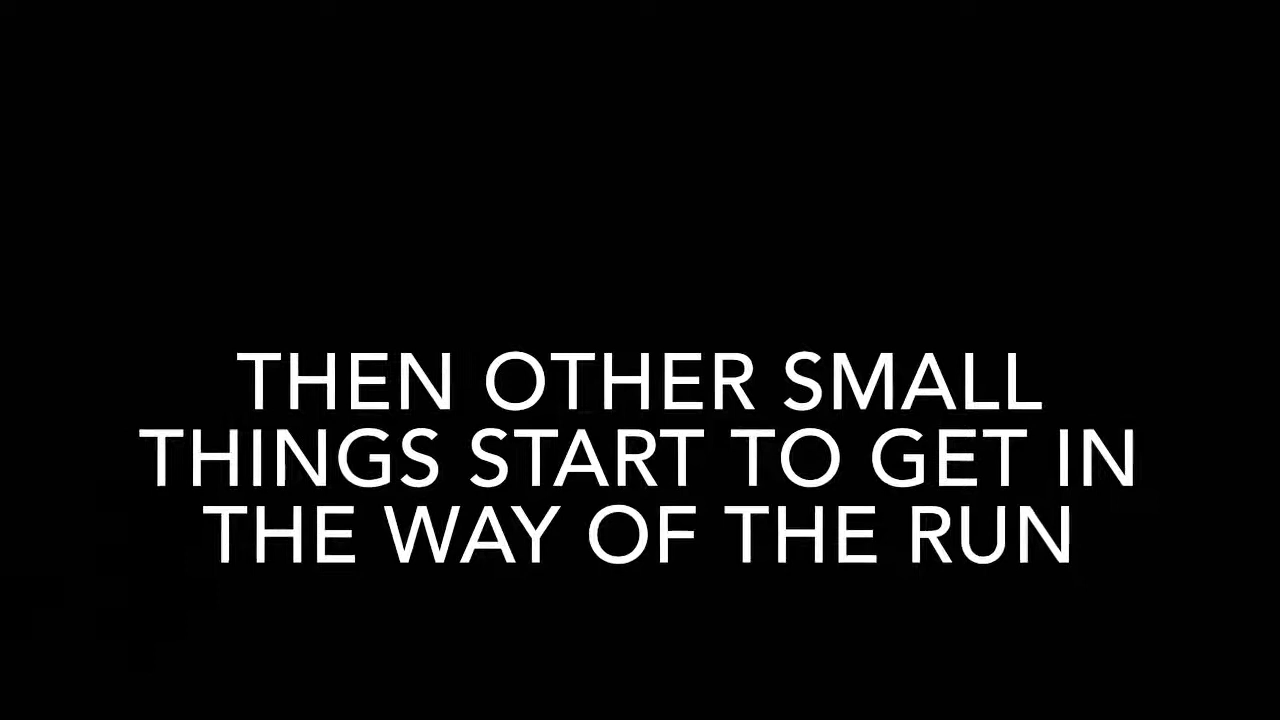 THEN OTHER SMALL
THINGS START TO GET IN
THE WAY OF THE RUN